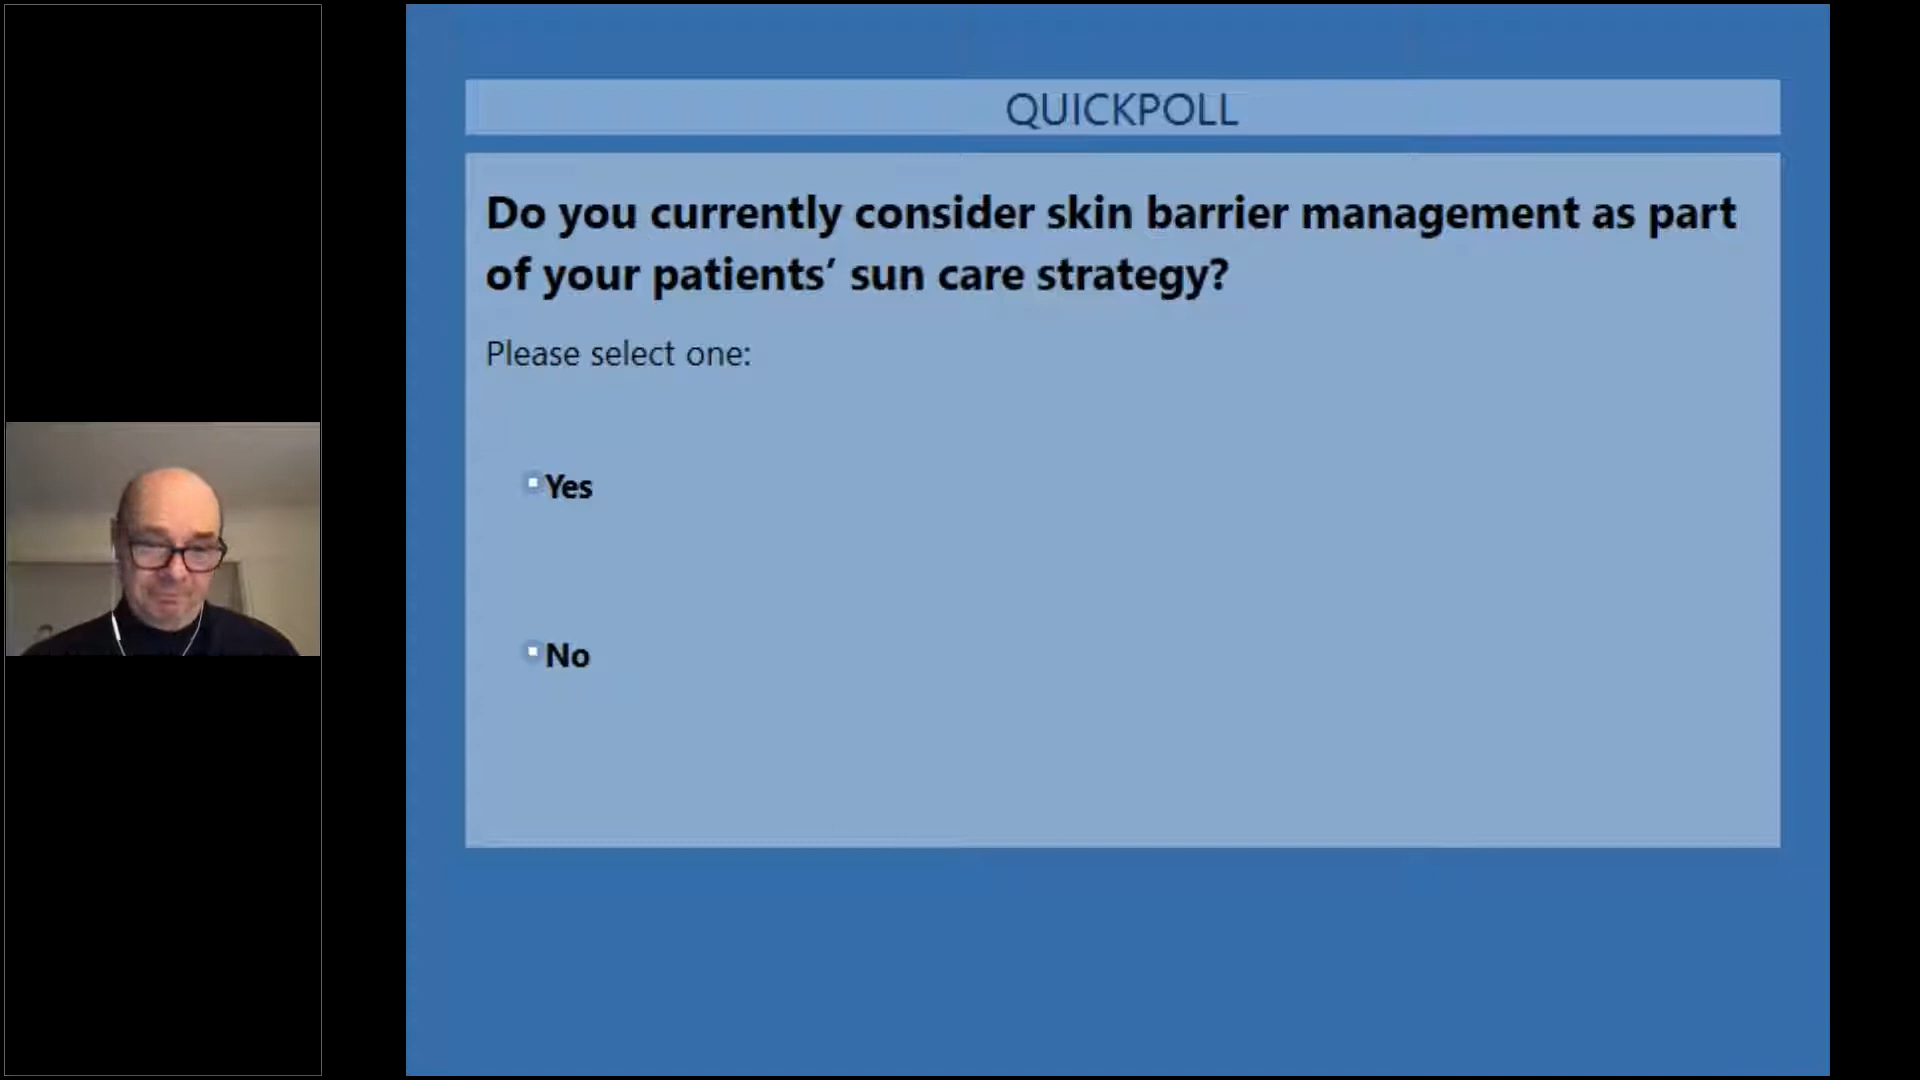 QUICKPOLL
Do you currently consider skin barrier management as part
of your patients’ sun care strategy?
Please select one:
Yes
No